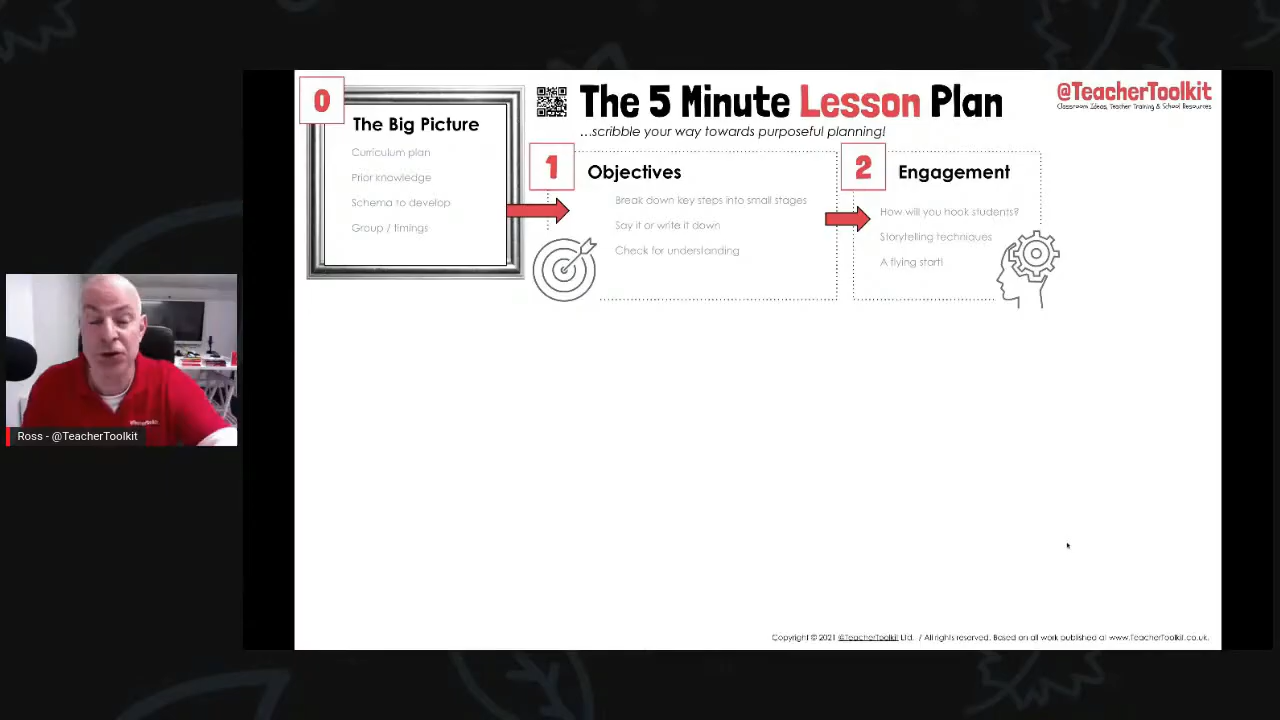 0
The Big Picture
Curriculum plan
Prior knowledge
Schema to develop
Group / timings
The 5 Minute Lesson Plan
...scribble your way towards purposeful planning!
@TeacherToolkit
Classroom Ideas, Teacher Training & School Resources
1
Objectives
Break down key steps into small stages
Say it or write it down
Check for understanding
2
Engagement
How will you hook students?
Storytelling techniques
A flying start!
Ross - @TeacherToolkit
Copyright © 2021 @TeacherToolkit Ltd. / All rights reserved. Based on all work published at www.TeacherToolkit.co.uk.